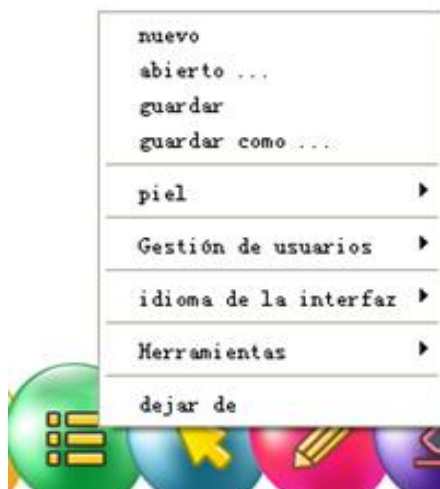 nuevo
abierto ...
guardar
guardar como ...
piel
Gestión de usuarios
idioma de la interfaz
Herramientas
dejar de